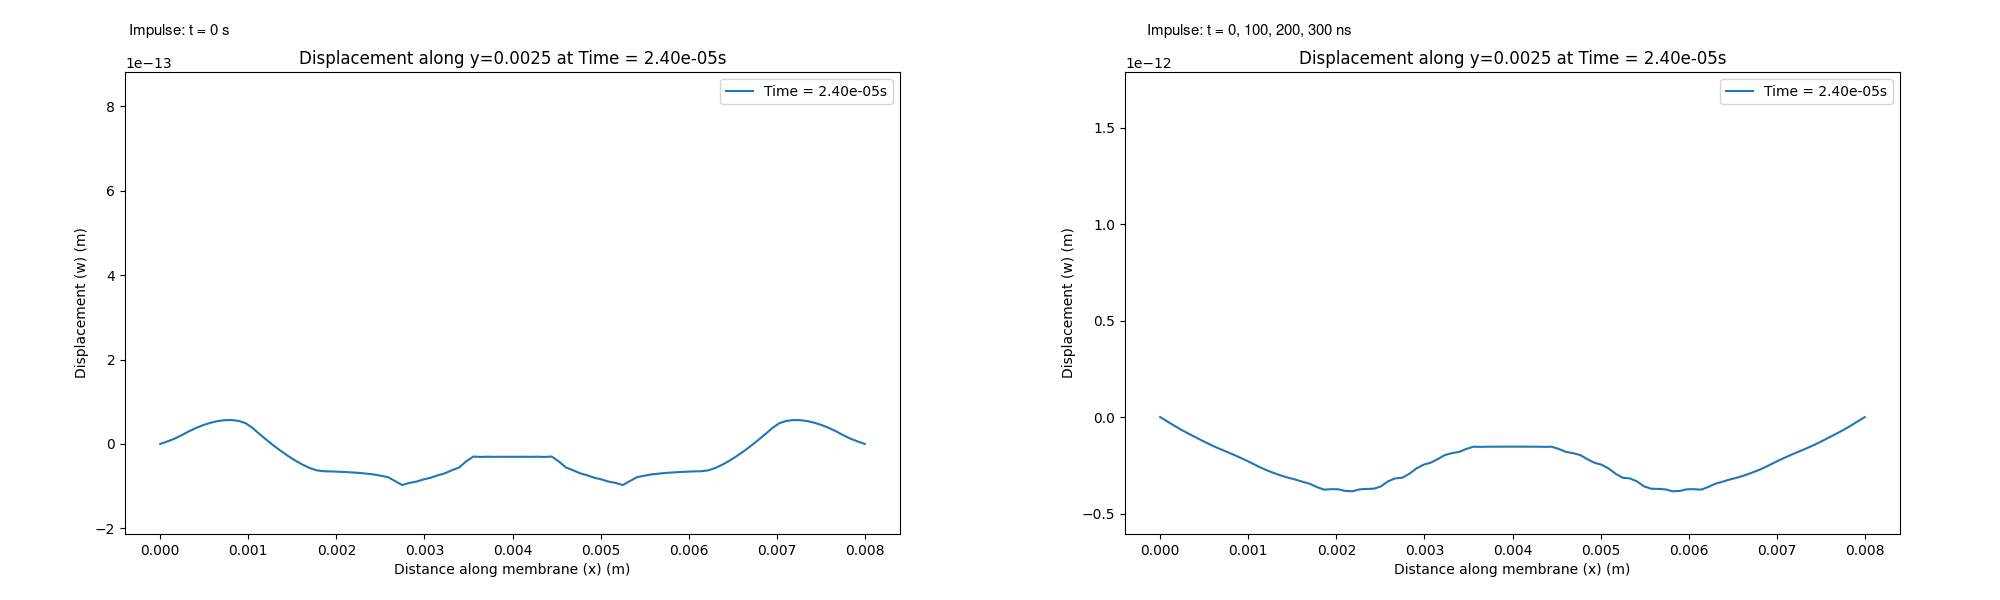 Impulse: t = 0 s
Displacement along y=0.0025 at Time = 2.40e-05s
1e−13
Time = 2.40e-05s
8
6
4
2
0
−2
Displacement (w) (m)
0.000 0.001 0.002 0.003 0.004 0.005 0.006 0.007 0.008
Distance along membrane (x) (m)
Impulse: t = 0, 100, 200, 300 ns
Displacement along y=0.0025 at Time = 2.40e-05s
1e−12
Time = 2.40e-05s
1.5
1.0
0.5
0.0
−0.5
Displacement (w) (m)
0.000 0.001 0.002 0.003 0.004 0.005 0.006 0.007 0.008
Distance along membrane (x) (m)